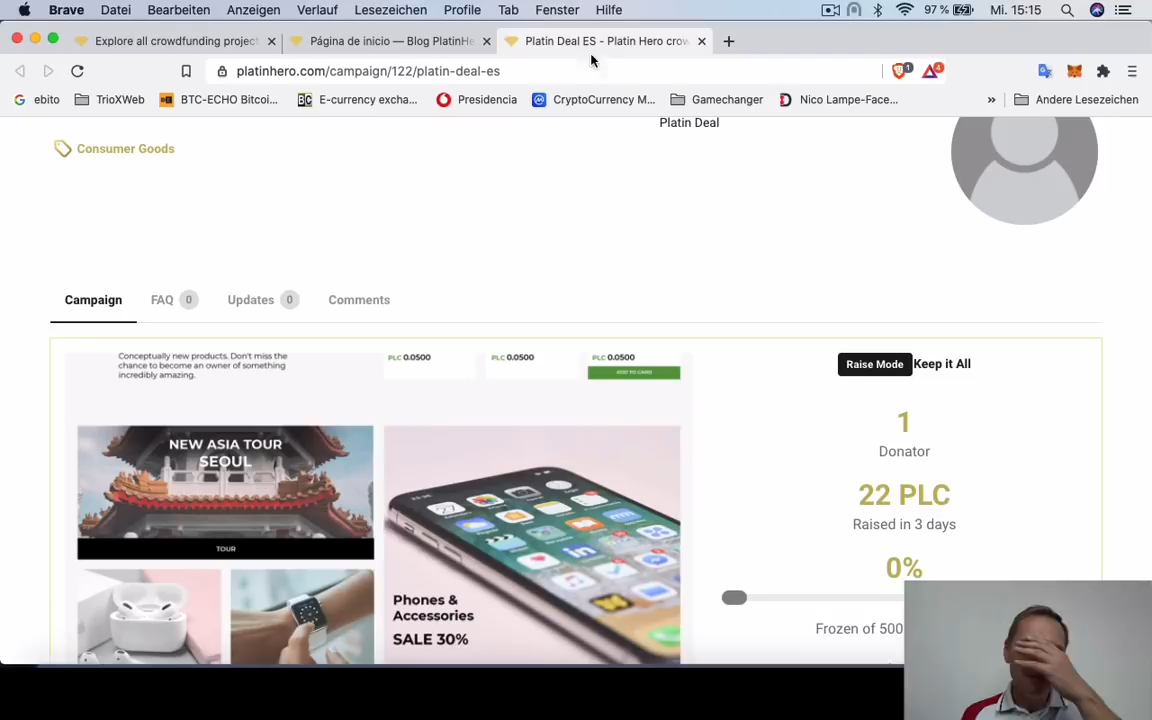 Brave Datei Bearbeiten Anzeigen Verlauf Lesezeichen Profile Tab Fenster Hilfe 97 % Mi. 15:15
Explore all crowdfunding project
Página de inicio — Blog PlatinHe
Platin Deal ES - Platin Hero crow
platinhero.com/campaign/122/platin-deal-es
1
4
ebito TrioXWeb BTC-ECHO Bitcoi... E-currency excha... Presidencia CryptoCurrency M... Gamechanger Nico Lampe-Face... » Andere Lesezeichen
Platin Deal
Consumer Goods
Campaign FAQ 0 Updates 0 Comments
Conceptually new products. Don't miss the
chance to become an owner of something
incredibly amazing.
PLC 0.0500 PLC 0.0500 PLC 0.0500
ADD TO CARD
Raise Mode Keep it All
1
Donator
22 PLC
Raised in 3 days
0%
Frozen of 500
NEW ASIA TOUR
SEOUL
TOUR
Phones &
Accessories
SALE 30%